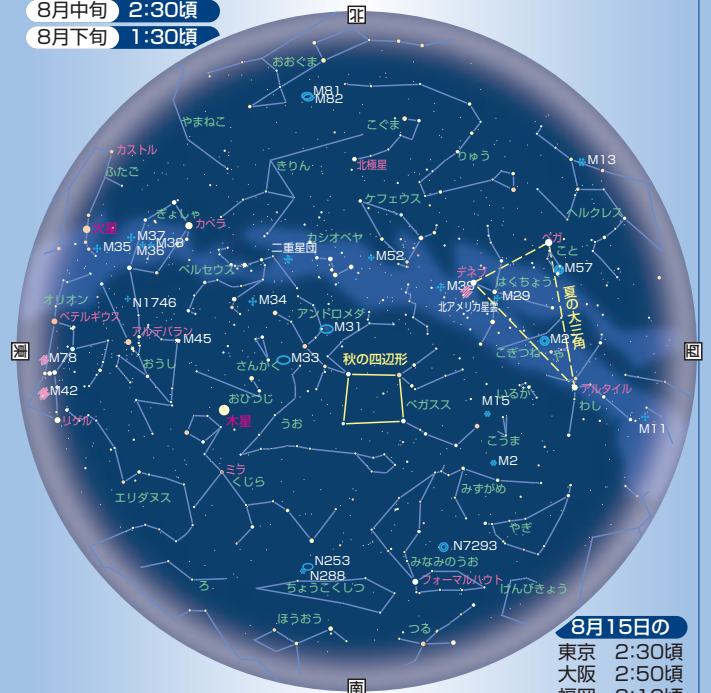 8月中旬 2:30頃
8月下旬 1:30頃
北
おおぐま
M81
M82
やまねこ
こぐま
りゅう
M13
カストル
ふたご
きりん
北極星
ヘルクレス
ケフェウス
ぎょしゃ
カペラ
火星
M37
M38
M36
M35
カシオペヤ
二重星団
M52
ペルセウス
ベガ
こと
M57
デネブ
はくちょう
M39
M29
北アメリカ星雲
夏の大三角
オリオン
N1746
M34
アンドロメダ
M31
ベテルギウス
アルデバラン
M45
M27
こぎつね
や
東
西
M78
おうし
さんかく
M33
秋の四辺形
アルタイル
わし
M42
おひつじ
木星
ペガスス
いるか
M15
M11
リゲル
うお
こうま
ミラ
くじら
M2
エリダヌス
みずがめ
やぎ
N7293
N253
N288
みなみのうお
フォーマルハウト
ろ
ちょうこくしつ
けんびきょう
ほうおう
つる
南
8月15日の
東京 2:30頃
大阪 2:50頃